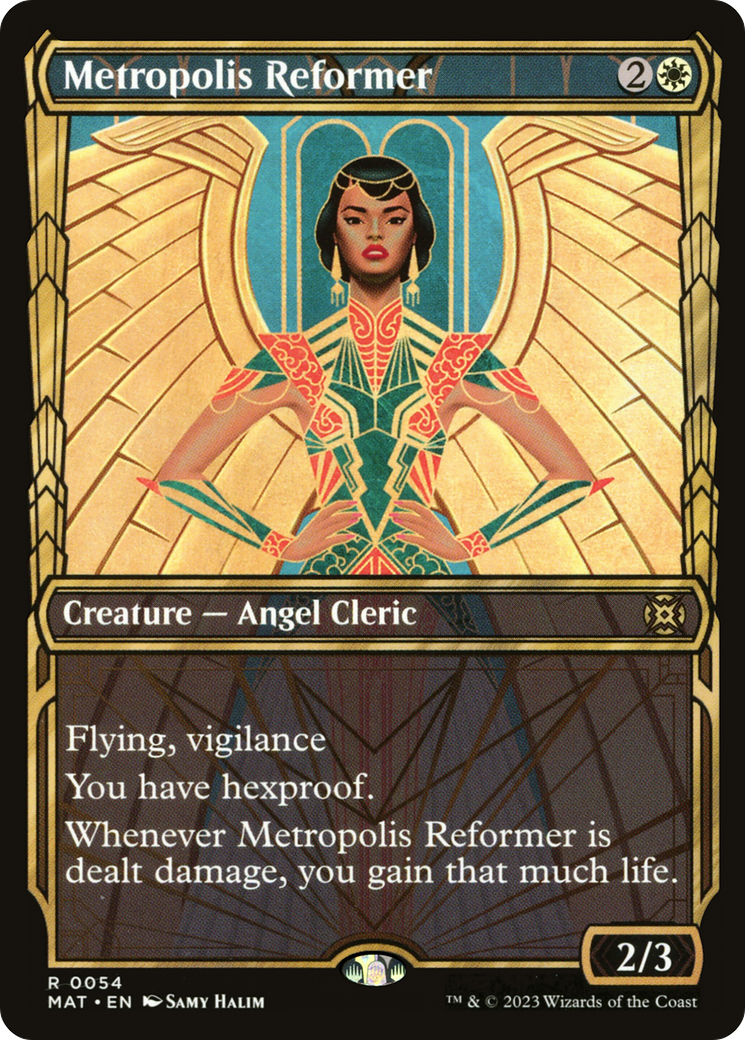 Metropolis Reformer 2
Creature — Angel Cleric
Flying, vigilance
You have hexproof.
Whenever Metropolis Reformer is
dealt damage, you gain that much life.
2/3
R 0054
MAT • EN Samy Halim
™ & © 2023 Wizards of the Coast